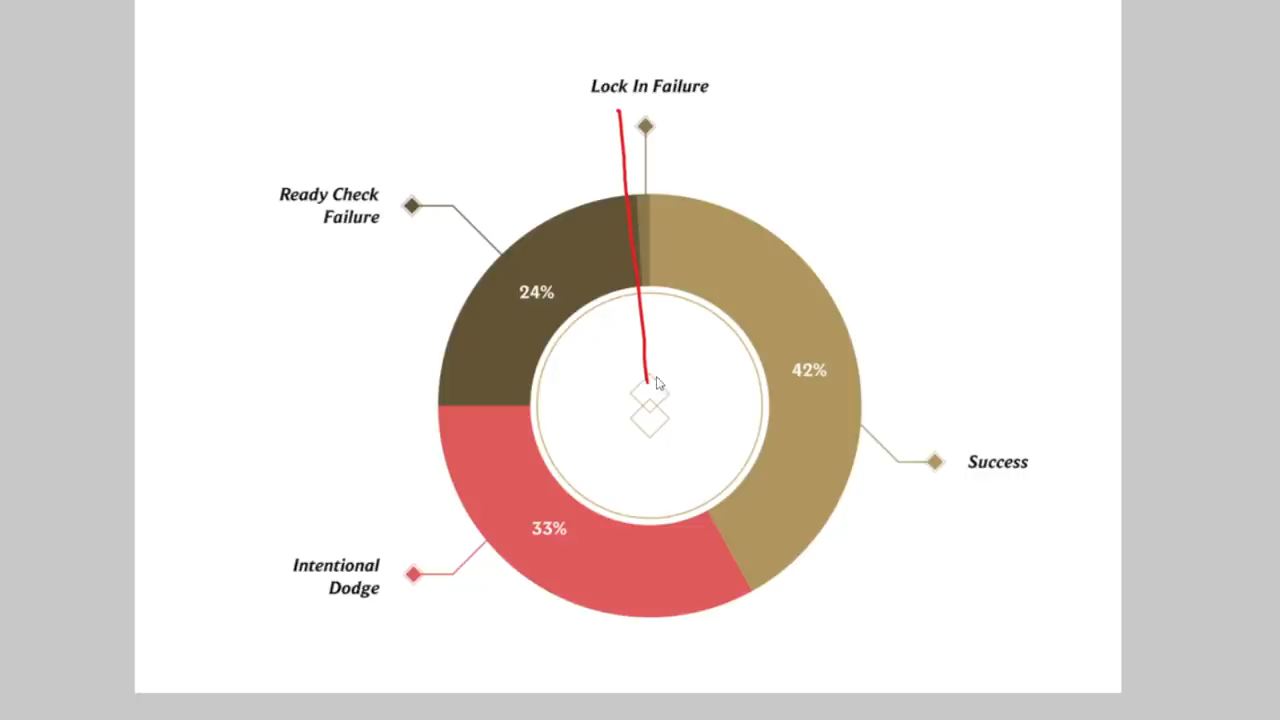 Lock In Failure
Ready Check
Failure
24%
42%
Success
33%
Intentional
Dodge